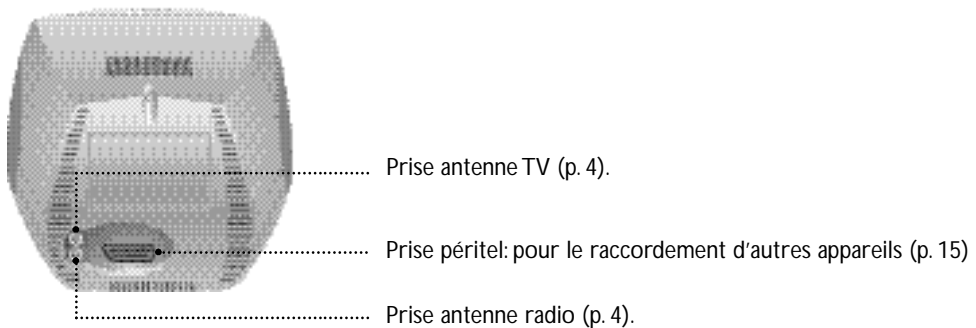 Prise antenne TV (p. 4).
Prise péritel: pour le raccordement d'autres appareils (p. 15)
Prise antenne radio (p. 4).